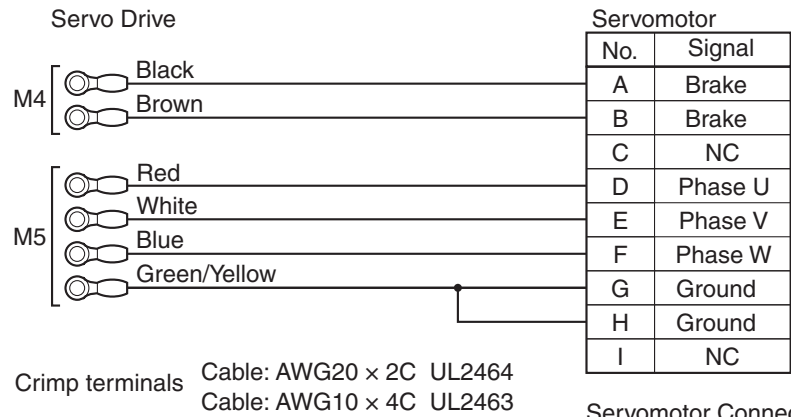 Servo Drive
Servomotor
No. Signal
M4
Black
A Brake
Brown
B Brake
C NC
M5
Red
D Phase U
White
E Phase V
Blue
F Phase W
Green/Yellow
G Ground
H Ground
I NC
Crimp terminals
Cable: AWG20 × 2C UL2464
Cable: AWG10 × 4C UL2463
Servomotor